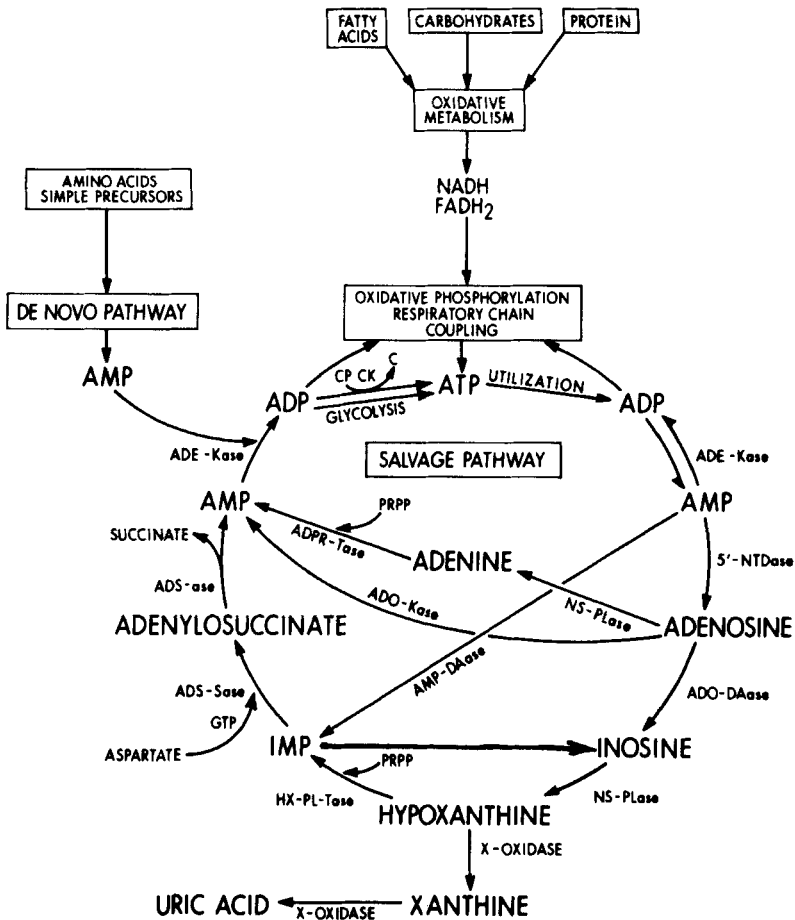 FATTY
ACIDS
CARBOHYDRATES
PROTEIN
OXIDATIVE
METABOLISM
NADH
FADH2
AMINO ACIDS
SIMPLE PRECURSORS
DE NOVO PATHWAY
AMP
OXIDATIVE PHOSPHORYLATION
RESPIRATORY CHAIN
COUPLING
CP CK C
ADP
GLYCOLYSIS
ATP
UTILIZATION
ADP
ADE-Kase
SALVAGE PATHWAY
ADE-Kase
AMP
PRPP
ADPR-Tase
AMP
SUCCINATE
ADENINE
5'-NTDase
ADS-ase
ADO-Kase
NS-PLase
ADENYLOSUCCINATE
ADENOSINE
AMP-DAase
ADS-Sase
ADO-DAase
GTP
ASPARTATE
IMP
INOSINE
PRPP
HX-PL-Tase
NS-PLase
HYPOXANTHINE
X-OXIDASE
URIC ACID
X-OXIDASE
XANTHINE